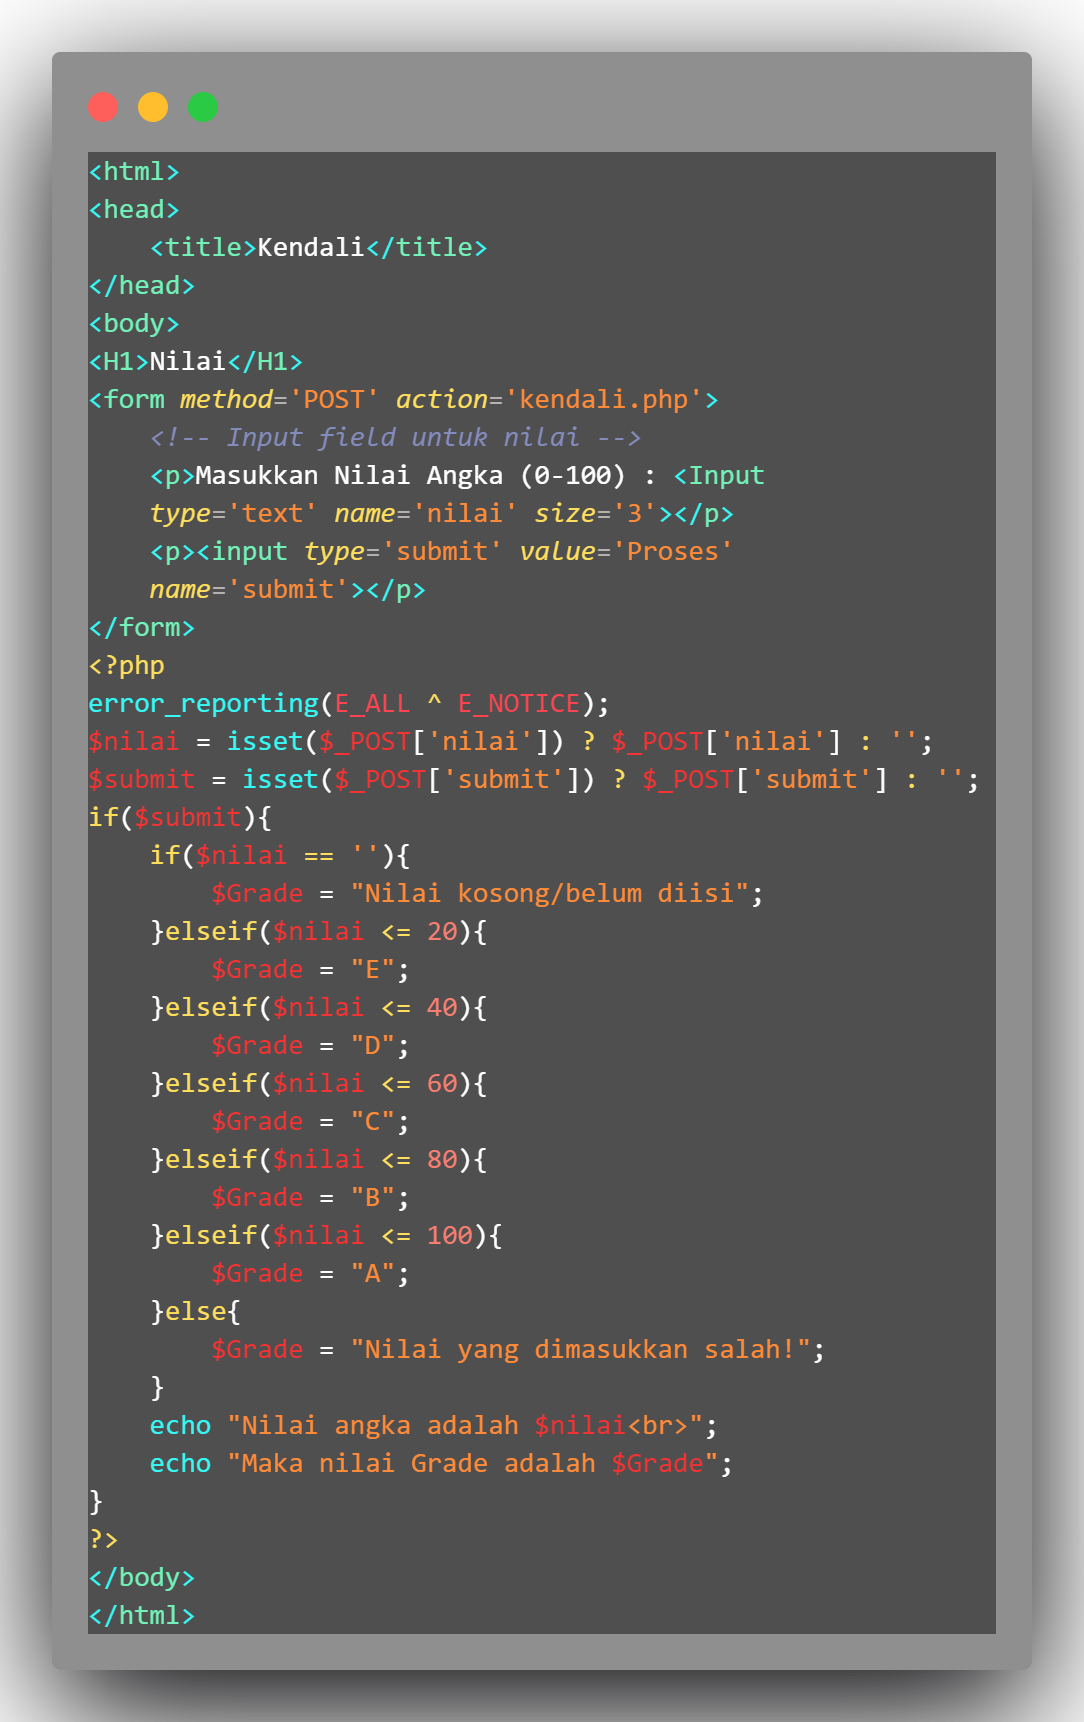 <html>
<head>
    <title>Kendali</title>
</head>
<body>
<H1>Nilai</H1>
<form method='POST' action='kendali.php'>
    <!-- Input field untuk nilai -->
    <p>Masukkan Nilai Angka (0-100) : <Input
    type='text' name='nilai' size='3'></p>
    <p><input type='submit' value='Proses'
    name='submit'></p>
</form>
<?php
error_reporting(E_ALL ^ E_NOTICE);
$nilai = isset($_POST['nilai']) ? $_POST['nilai'] : '';
$submit = isset($_POST['submit']) ? $_POST['submit'] : '';
if($submit){
    if($nilai == ''){
        $Grade = "Nilai kosong/belum diisi";
    }elseif($nilai <= 20){
        $Grade = "E";
    }elseif($nilai <= 40){
        $Grade = "D";
    }elseif($nilai <= 60){
        $Grade = "C";
    }elseif($nilai <= 80){
        $Grade = "B";
    }elseif($nilai <= 100){
        $Grade = "A";
    }else{
        $Grade = "Nilai yang dimasukkan salah!";
    }
    echo "Nilai angka adalah $nilai<br>";
    echo "Maka nilai Grade adalah $Grade";
}
?>
</body>
</html>